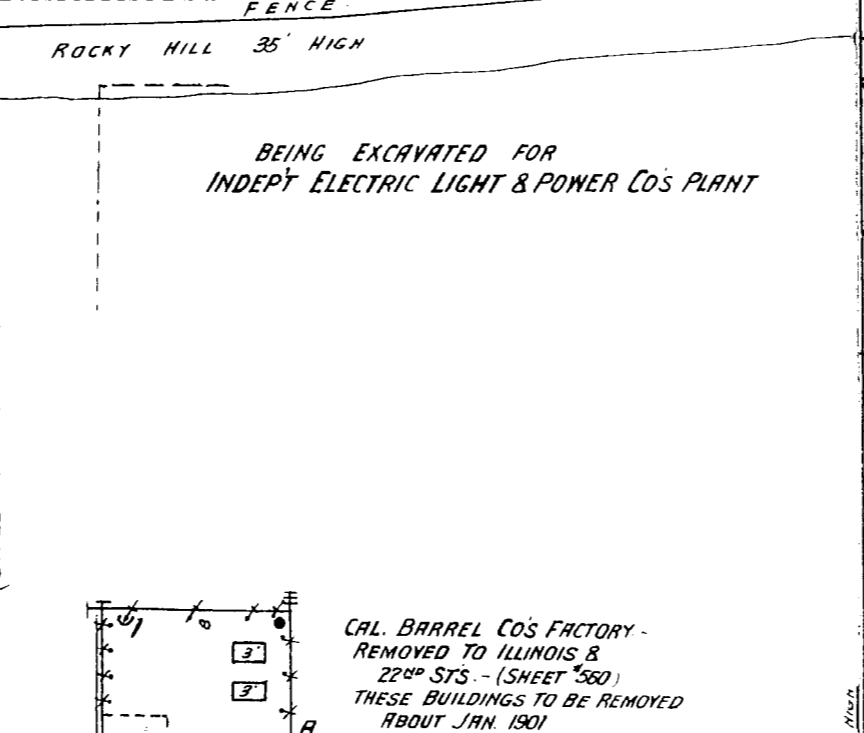 FENCE.
ROCKY HILL 35' HIGH
BEING EXCAVATED FOR
INDEP'T ELECTRIC LIGHT & POWER CO'S PLANT
CAL. BARREL CO'S FACTORY -
REMOVED TO ILLINOIS &
22ND STS. - (SHEET #560)
THESE BUILDINGS TO BE REMOVED
ABOUT JAN. 1901
3'
3'
8
A
HIGH